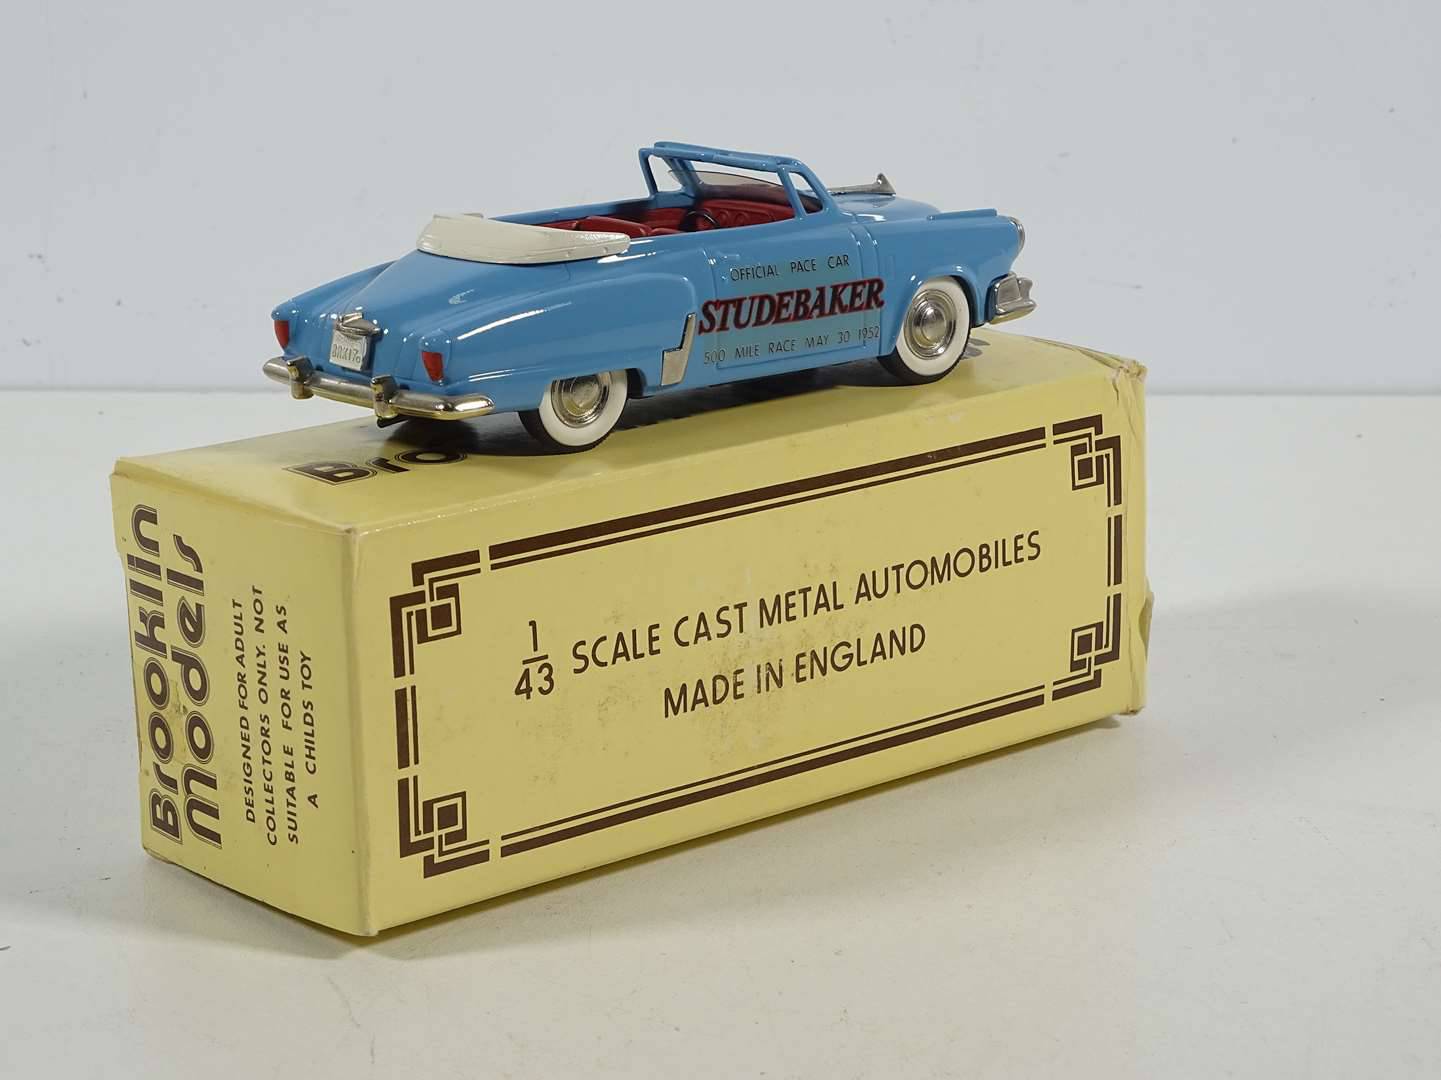 OFFICIAL PACE CAR
STUDEBAKER
500 MILE RACE MAY 30 1952
Bro
Brooklin
Models
DESIGNED FOR ADULT
COLLECTORS ONLY. NOT
SUITABLE FOR USE AS
A CHILDS TOY
1
43
SCALE CAST METAL AUTOMOBILES
MADE IN ENGLAND